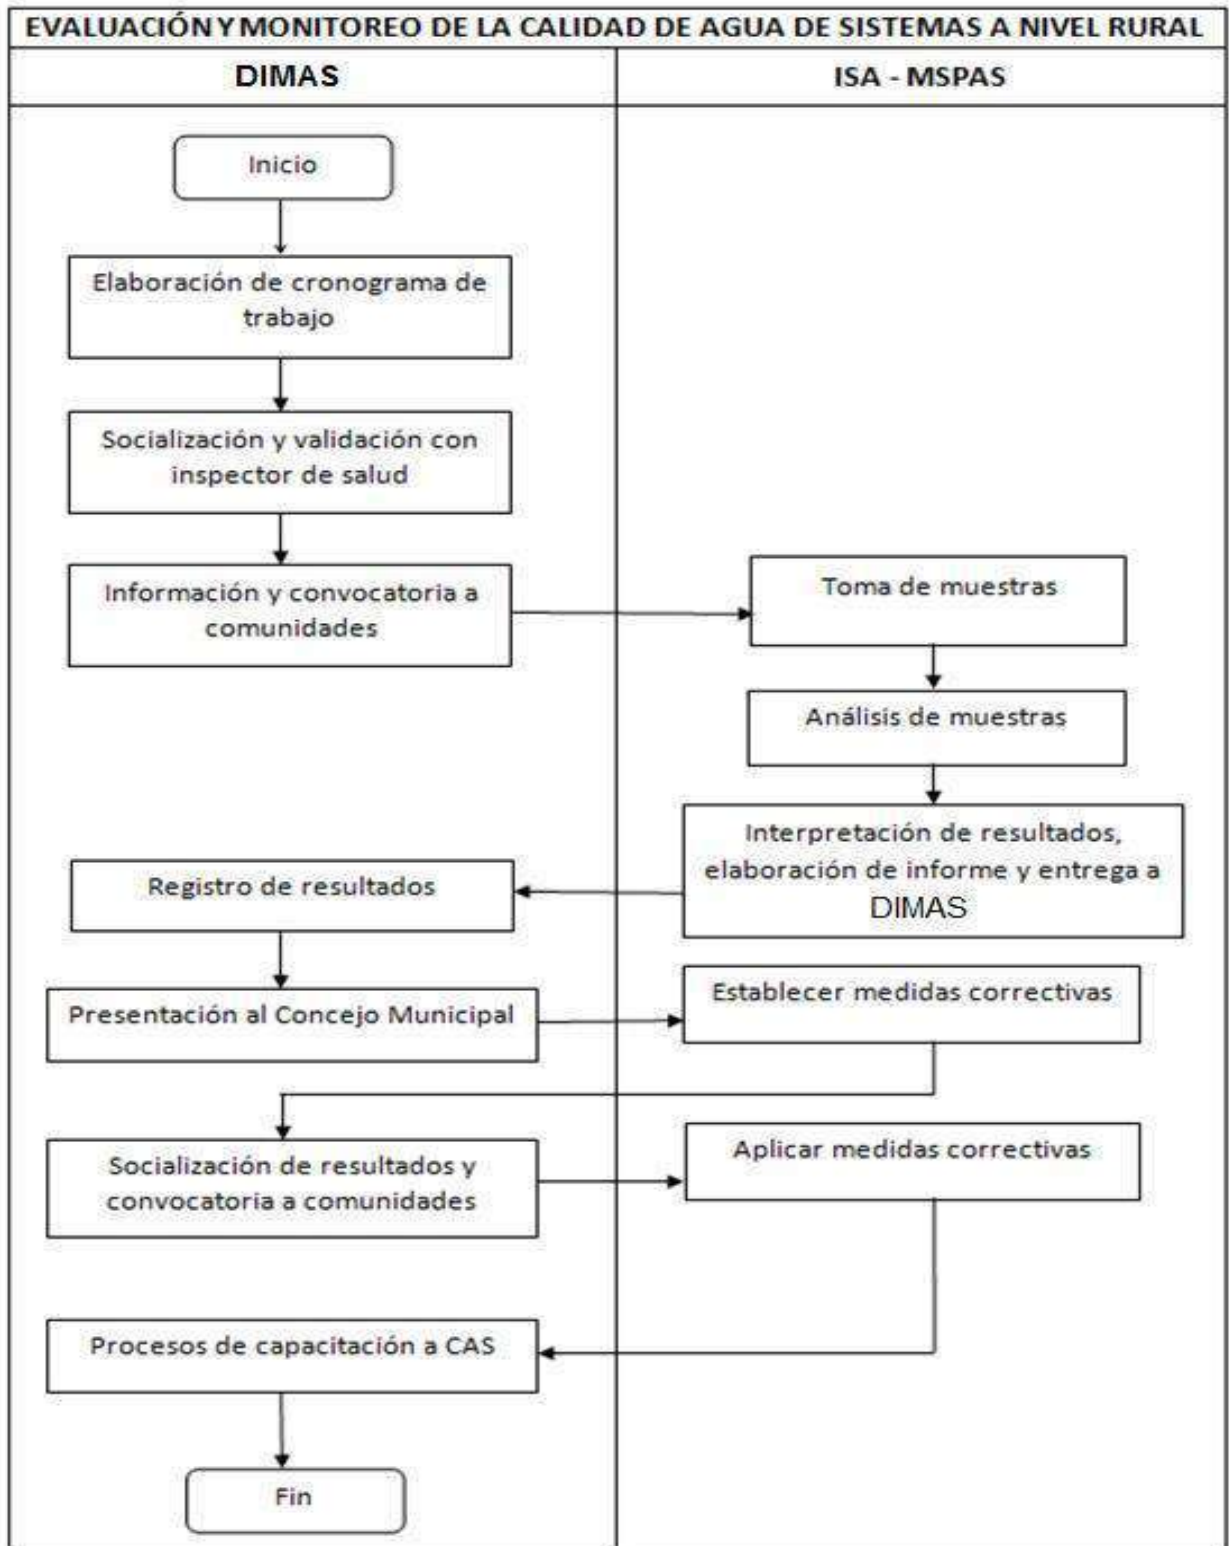 EVALUACIÓN Y MONITOREO DE LA CALIDAD DE AGUA DE SISTEMAS A NIVEL RURAL
DIMAS
ISA - MSPAS
Inicio
Elaboración de cronograma de
trabajo
Socialización y validación con
inspector de salud
Información y convocatoria a
comunidades
Toma de muestras
Análisis de muestras
Interpretación de resultados,
elaboración de informe y entrega a
DIMAS
Registro de resultados
Presentación al Concejo Municipal
Establecer medidas correctivas
Socialización de resultados y
convocatoria a comunidades
Aplicar medidas correctivas
Procesos de capacitación a CAS
Fin